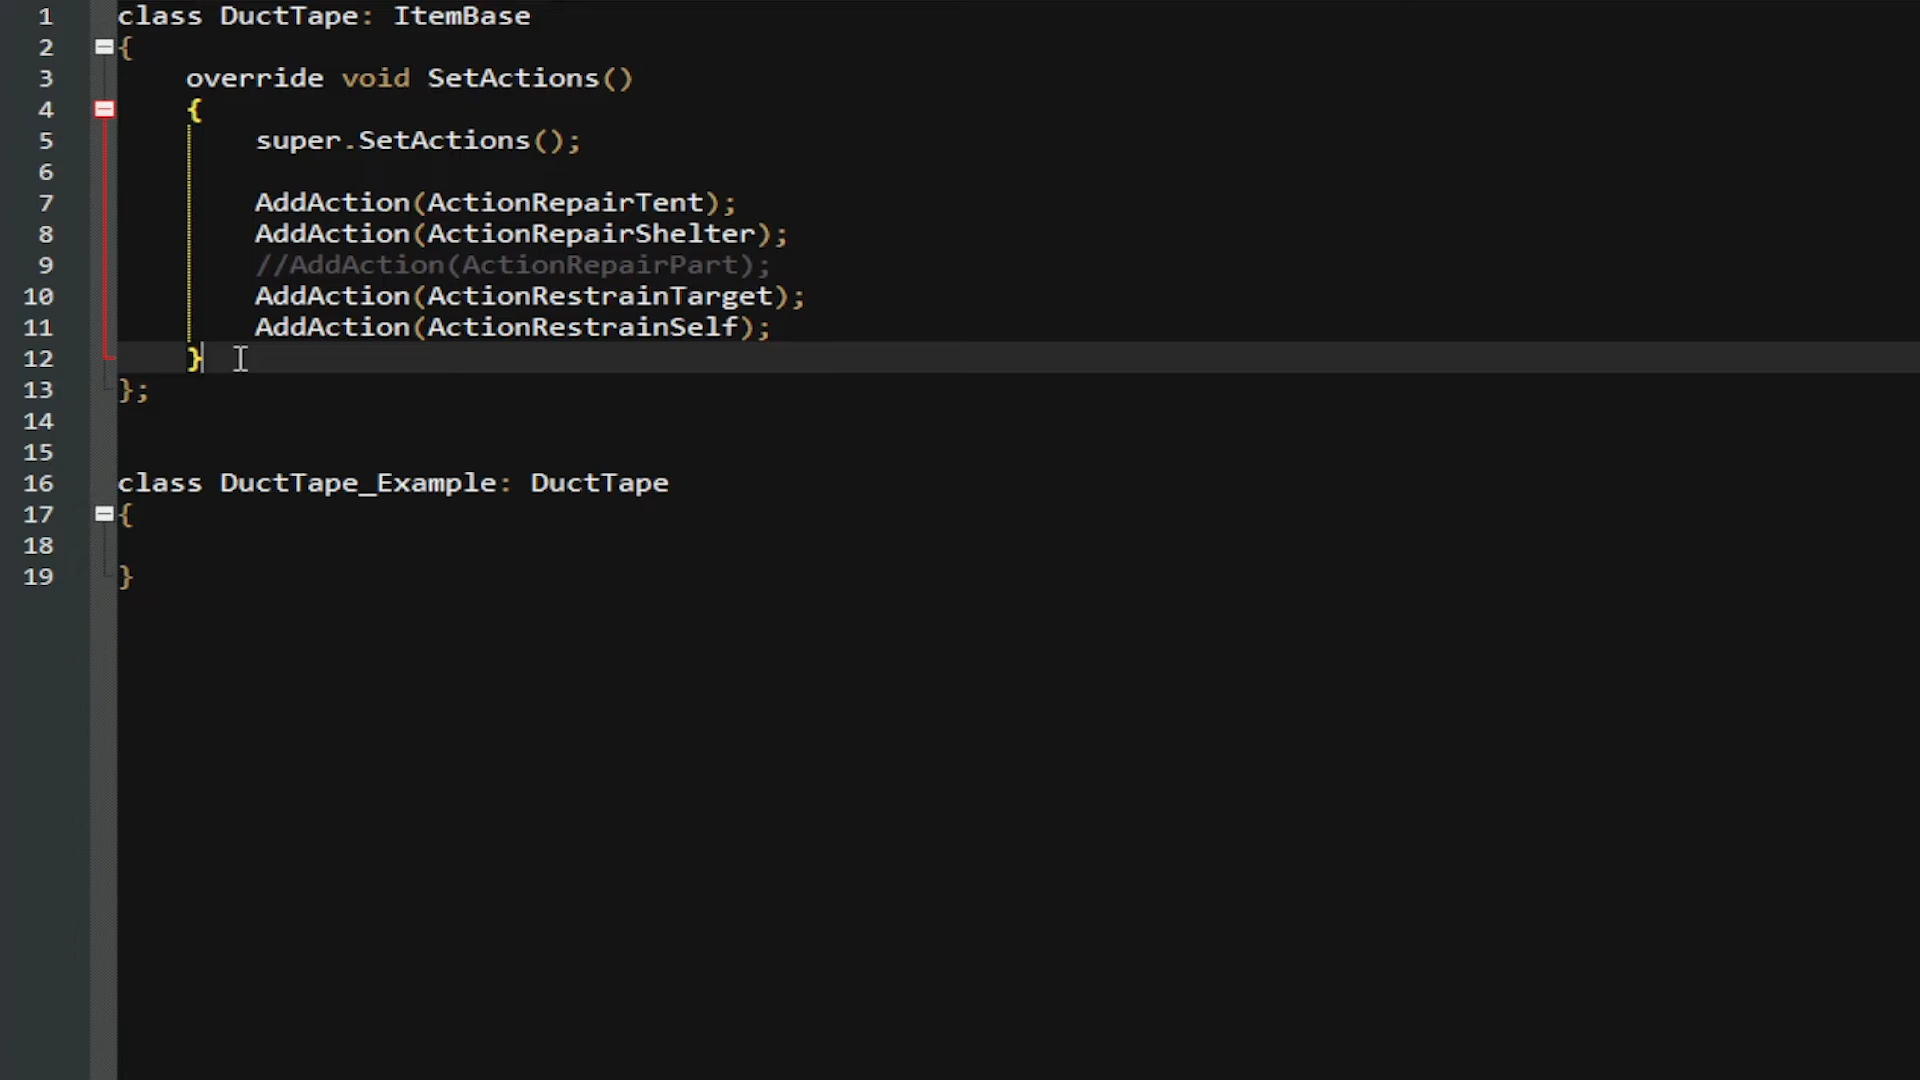 1 class DuctTape: ItemBase
2 {
3 override void SetActions()
4 {
5 super.SetActions();
6
7 AddAction(ActionRepairTent);
8 AddAction(ActionRepairShelter);
9 //AddAction(ActionRepairPart);
10 AddAction(ActionRestrainTarget);
11 AddAction(ActionRestrainSelf);
12 }
13 };
14
15
16 class DuctTape_Example: DuctTape
17 {
18
19 }